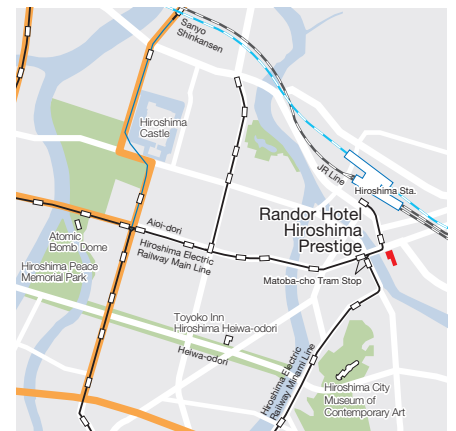 Sanyo
Shinkansen
Hiroshima
Castle
JR Line
Hiroshima Sta.
Randor Hotel
Hiroshima
Prestige
Aioi-dori
Hiroshima Electric
Railway Main Line
Atomic
Bomb Dome
Hiroshima Peace
Memorial Park
Matoba-cho Tram Stop
Toyoko Inn
Hiroshima Heiwa-odori
Heiwa-odori
Hiroshima Electric
Railway Minami Line
Hiroshima City
Museum of
Contemporary Art